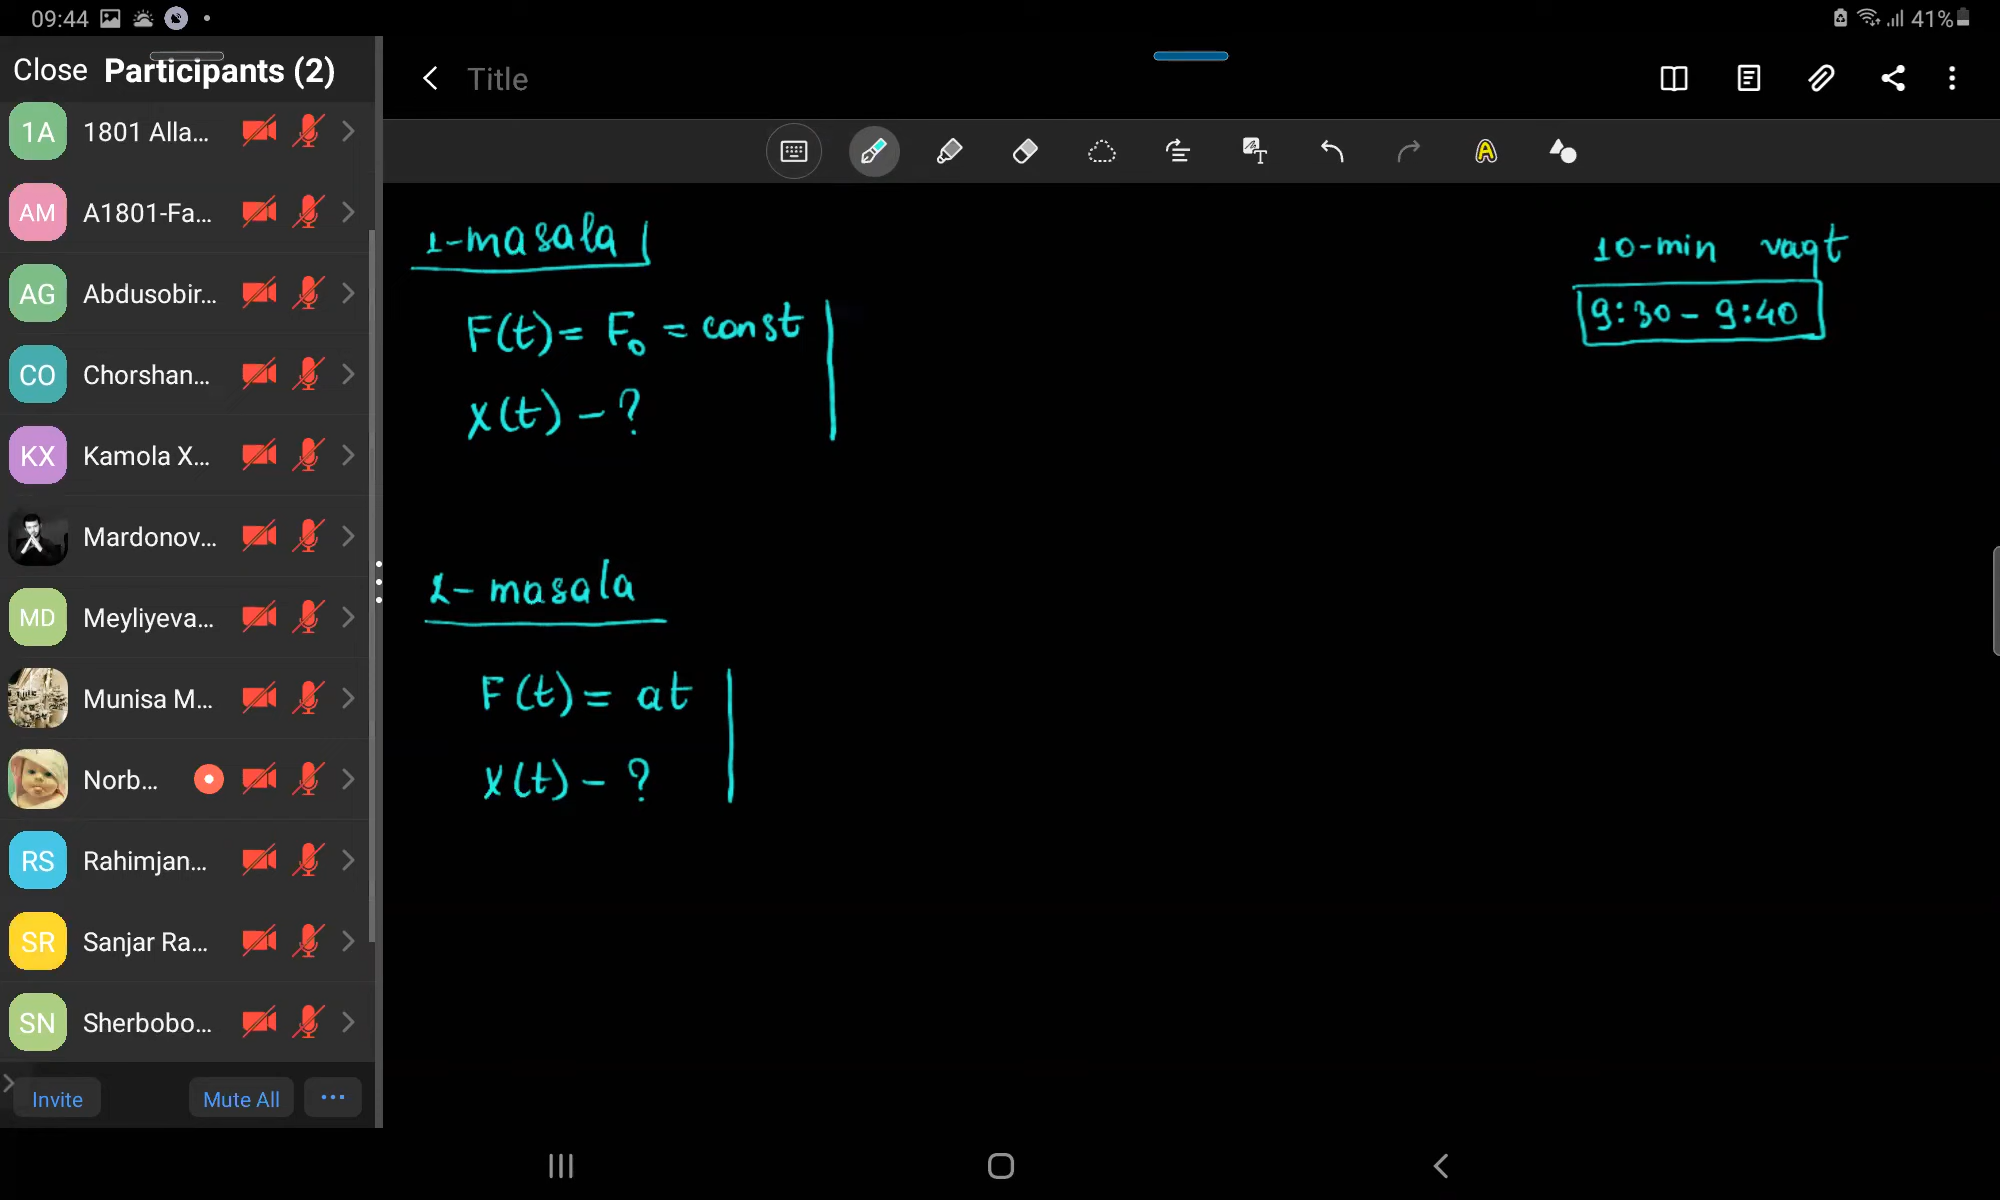 09:44
41%
Close Participants (2)
1A 1801 Alla...
AM A1801-Fa...
AG Abdusobir...
CO Chorshan...
KX Kamola X...
Mardonov...
MD Meyliyeva...
Munisa M...
Norb...
RS Rahimjan...
SR Sanjar Ra...
SN Sherbobo...
Invite Mute All ...
Title
1-masala
F(t) = F₀ = const
x(t) - ?
10-min vaqt
9:30 - 9:40
2-masala
F(t) = at
x(t) - ?